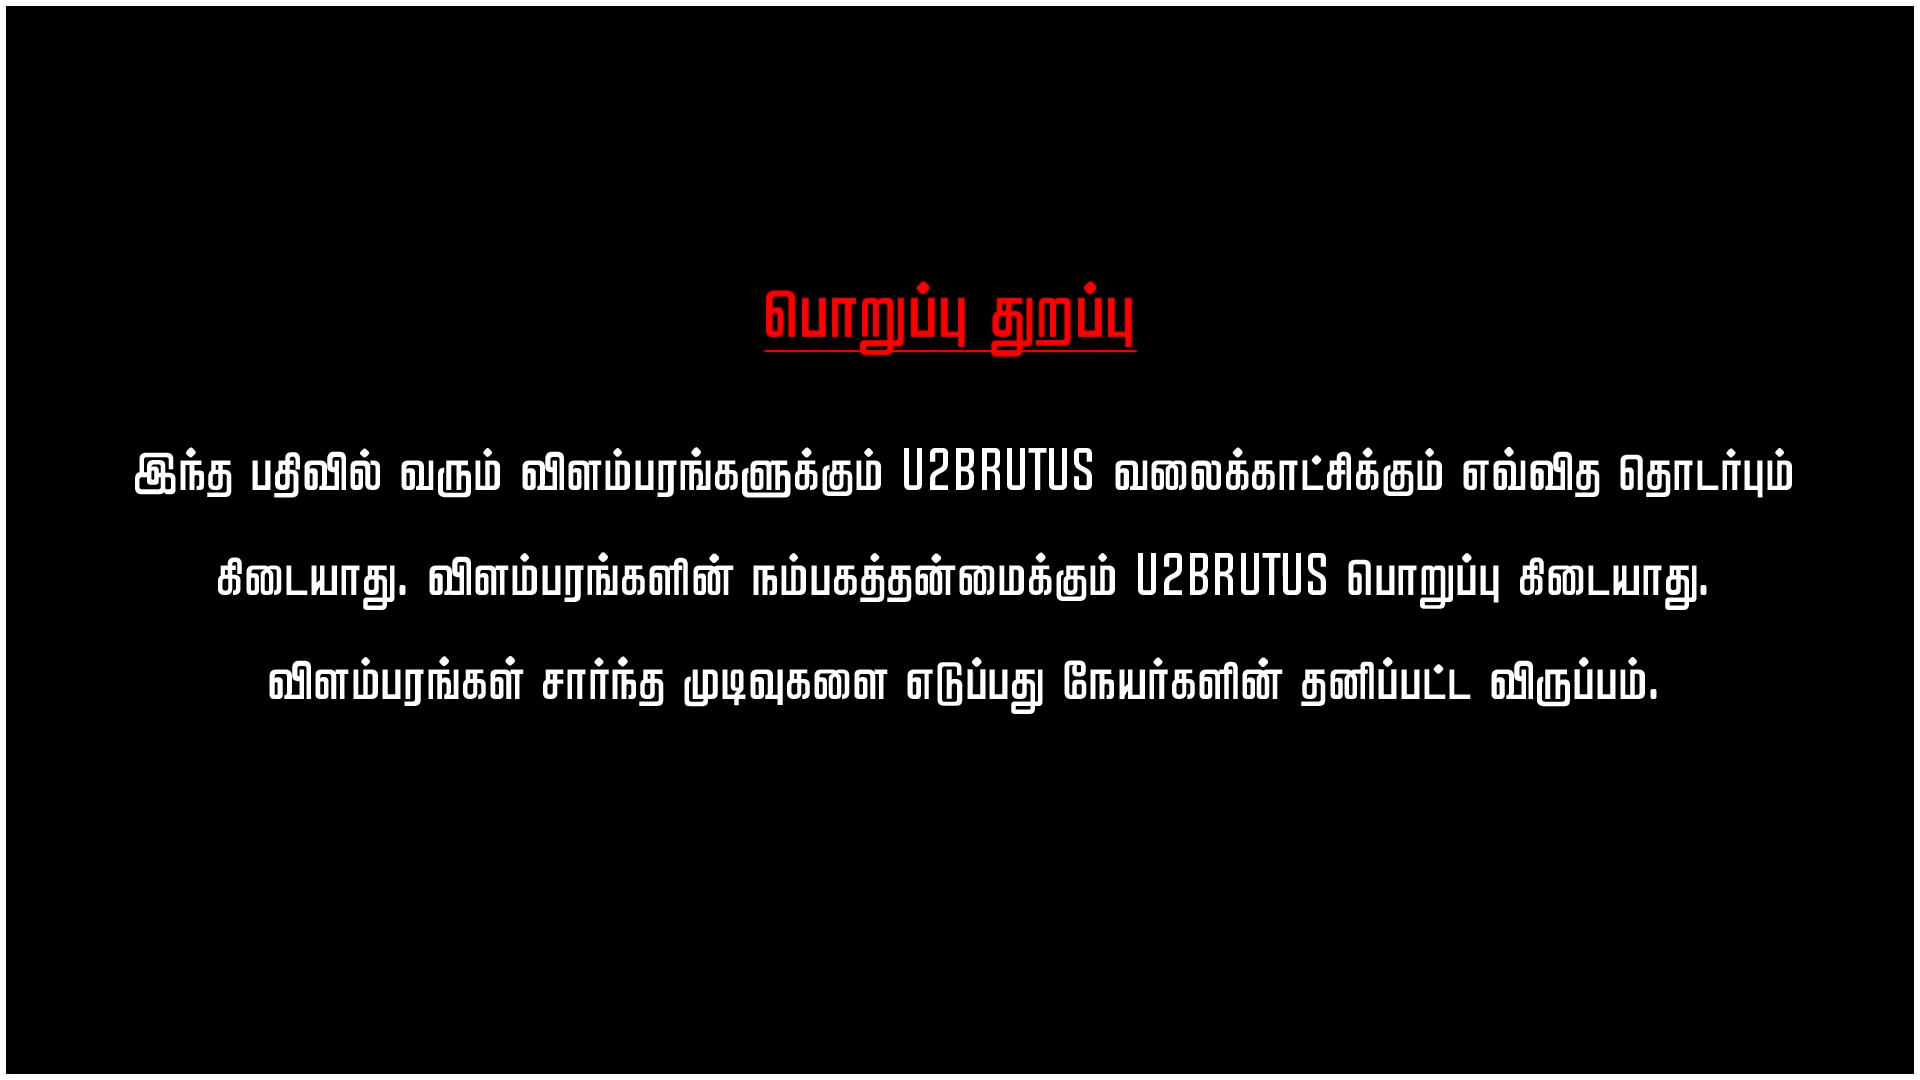 பொறுப்பு துறப்பு
இந்த பதிவில் வரும் விளம்பரங்களுக்கும் U2BRUTUS வலைக்காட்சிக்கும் எவ்வித தொடர்பும்
கிடையாது. விளம்பரங்களின் நம்பகத்தன்மைக்கும் U2BRUTUS பொறுப்பு கிடையாது.
விளம்பரங்கள் சார்ந்த முடிவுகளை எடுப்பது நேயர்களின் தனிப்பட்ட விருப்பம்.